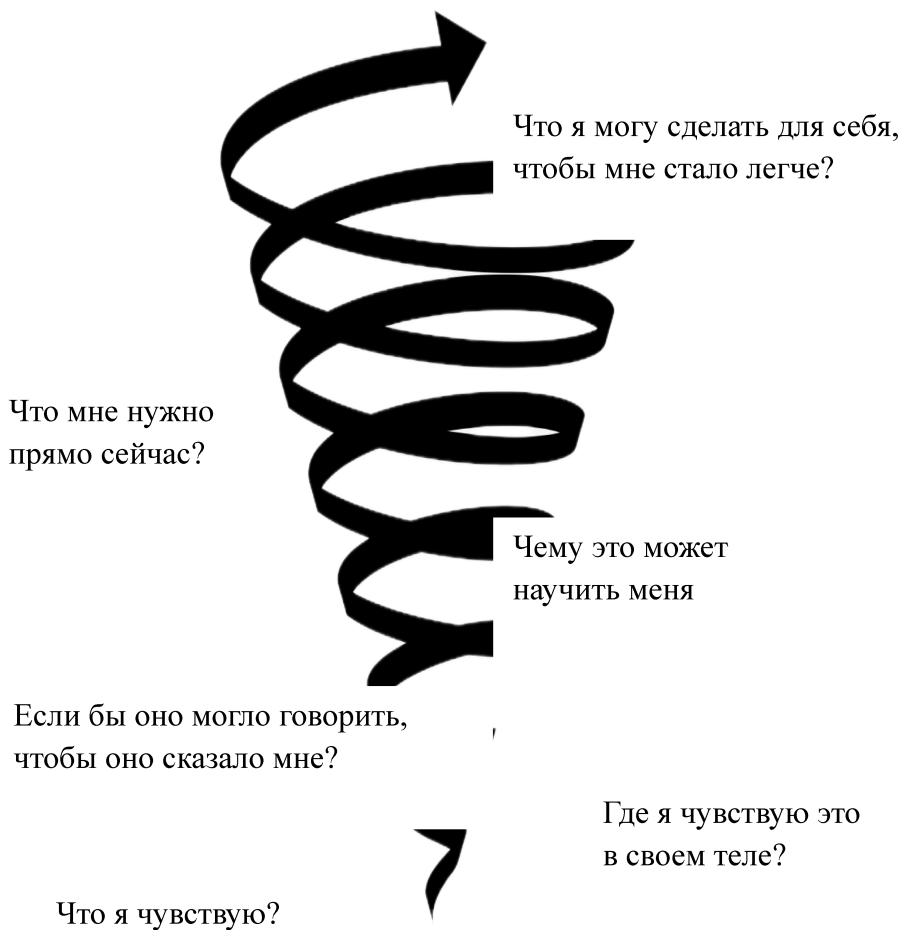 Что я могу сделать для себя,
чтобы мне стало легче?
Что мне нужно
прямо сейчас?
Чему это может
научить меня
Если бы оно могло говорить,
чтобы оно сказало мне?
Где я чувствую это
в своем теле?
Что я чувствую?